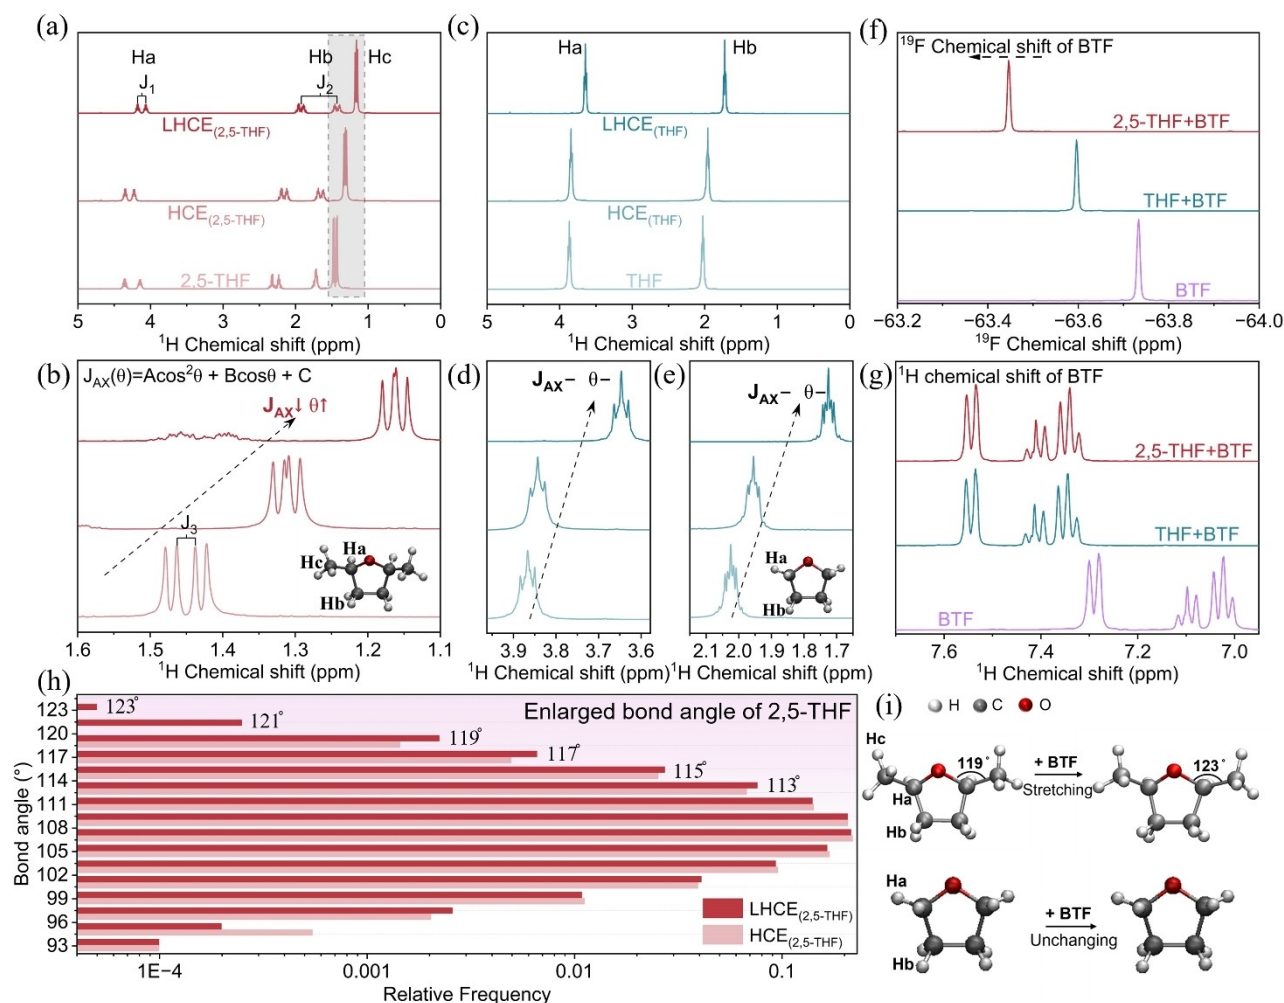 (a)
Ha
Hb
Hc
J1
J2
LHCE(2,5-THF)
HCE(2,5-THF)
2.5-THF
5 4 3 2 1 0
1H Chemical shift (ppm)
(c)
Ha
Hb
LHCE(THF)
HCE(THF)
THF
5 4 3 2 1 0
1H Chemical shift (ppm)
(f)
19F Chemical shift of BTF
2,5-THF+BTF
THF+BTF
BTF
−63.2 −63.4 −63.6 −63.8 −64.0
19F Chemical shift (ppm)
(b)
JAX(θ)=Acos2θ + Bcosθ + C
JAX↓ θ↑
J3
Ha
Hc
Hb
1.6 1.5 1.4 1.3 1.2 1.1
1H Chemical shift (ppm)
(d)
JAX− θ−
3.9 3.8 3.7 3.6
1H Chemical shift (ppm)
(e)
JAX− θ−
Ha
Hb
2.1 2.0 1.9 1.8 1.7
1H Chemical shift (ppm)
(g)
1H chemical shift of BTF
2,5-THF+BTF
THF+BTF
BTF
7.6 7.4 7.2 7.0
1H Chemical shift (ppm)
(h)
Enlarged bond angle of 2,5-THF
Bond angle (°)
123
120
117
114
111
108
105
102
99
96
93
123°
121°
119°
117°
115°
113°
LHCE(2,5-THF)
HCE(2,5-THF)
1E−4 0.001 0.01 0.1
Relative Frequency
(i)
H C O
Hc
119°
+ BTF
123°
Stretching
Ha
Hb
Ha
+ BTF
Unchanging
Hb